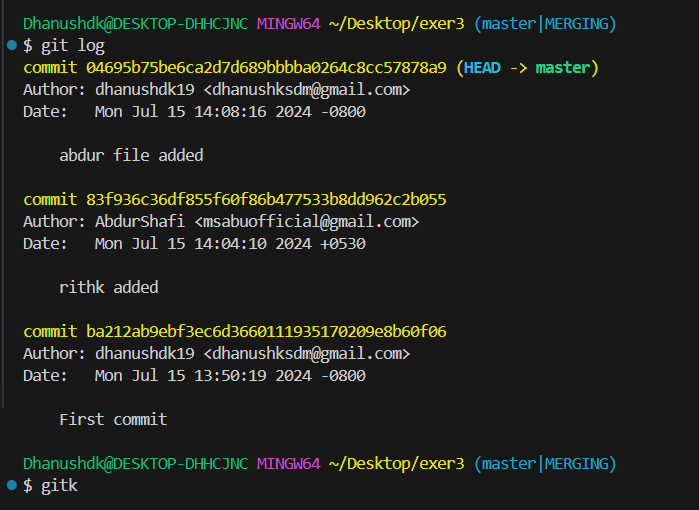 Dhanushdk@DESKTOP-DHHCJNC MINGW64 ~/Desktop/exer3 (master|MERGING)
$ git log
commit 04695b75be6ca2d7d689bbbba0264c8cc57878a9 (HEAD -> master)
Author: dhanushdk19 <dhanushksdm@gmail.com>
Date:   Mon Jul 15 14:08:16 2024 -0800
    abdur file added
commit 83f936c36df855f60f86b477533b8dd962c2b055
Author: AbdurShafi <msabuofficial@gmail.com>
Date:   Mon Jul 15 14:04:10 2024 +0530
    rithk added
commit ba212ab9ebf3ec6d3660111935170209e8b60f06
Author: dhanushdk19 <dhanushksdm@gmail.com>
Date:   Mon Jul 15 13:50:19 2024 -0800
    First commit
Dhanushdk@DESKTOP-DHHCJNC MINGW64 ~/Desktop/exer3 (master|MERGING)
$ gitk